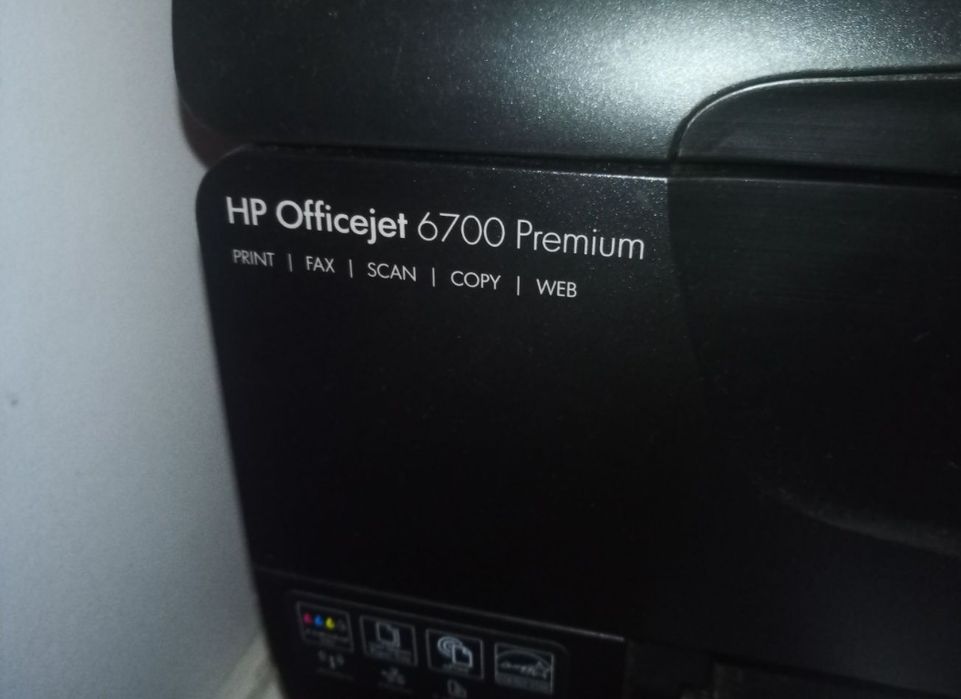 HP Officejet 6700 Premium
PRINT | FAX | SCAN | COPY | WEB